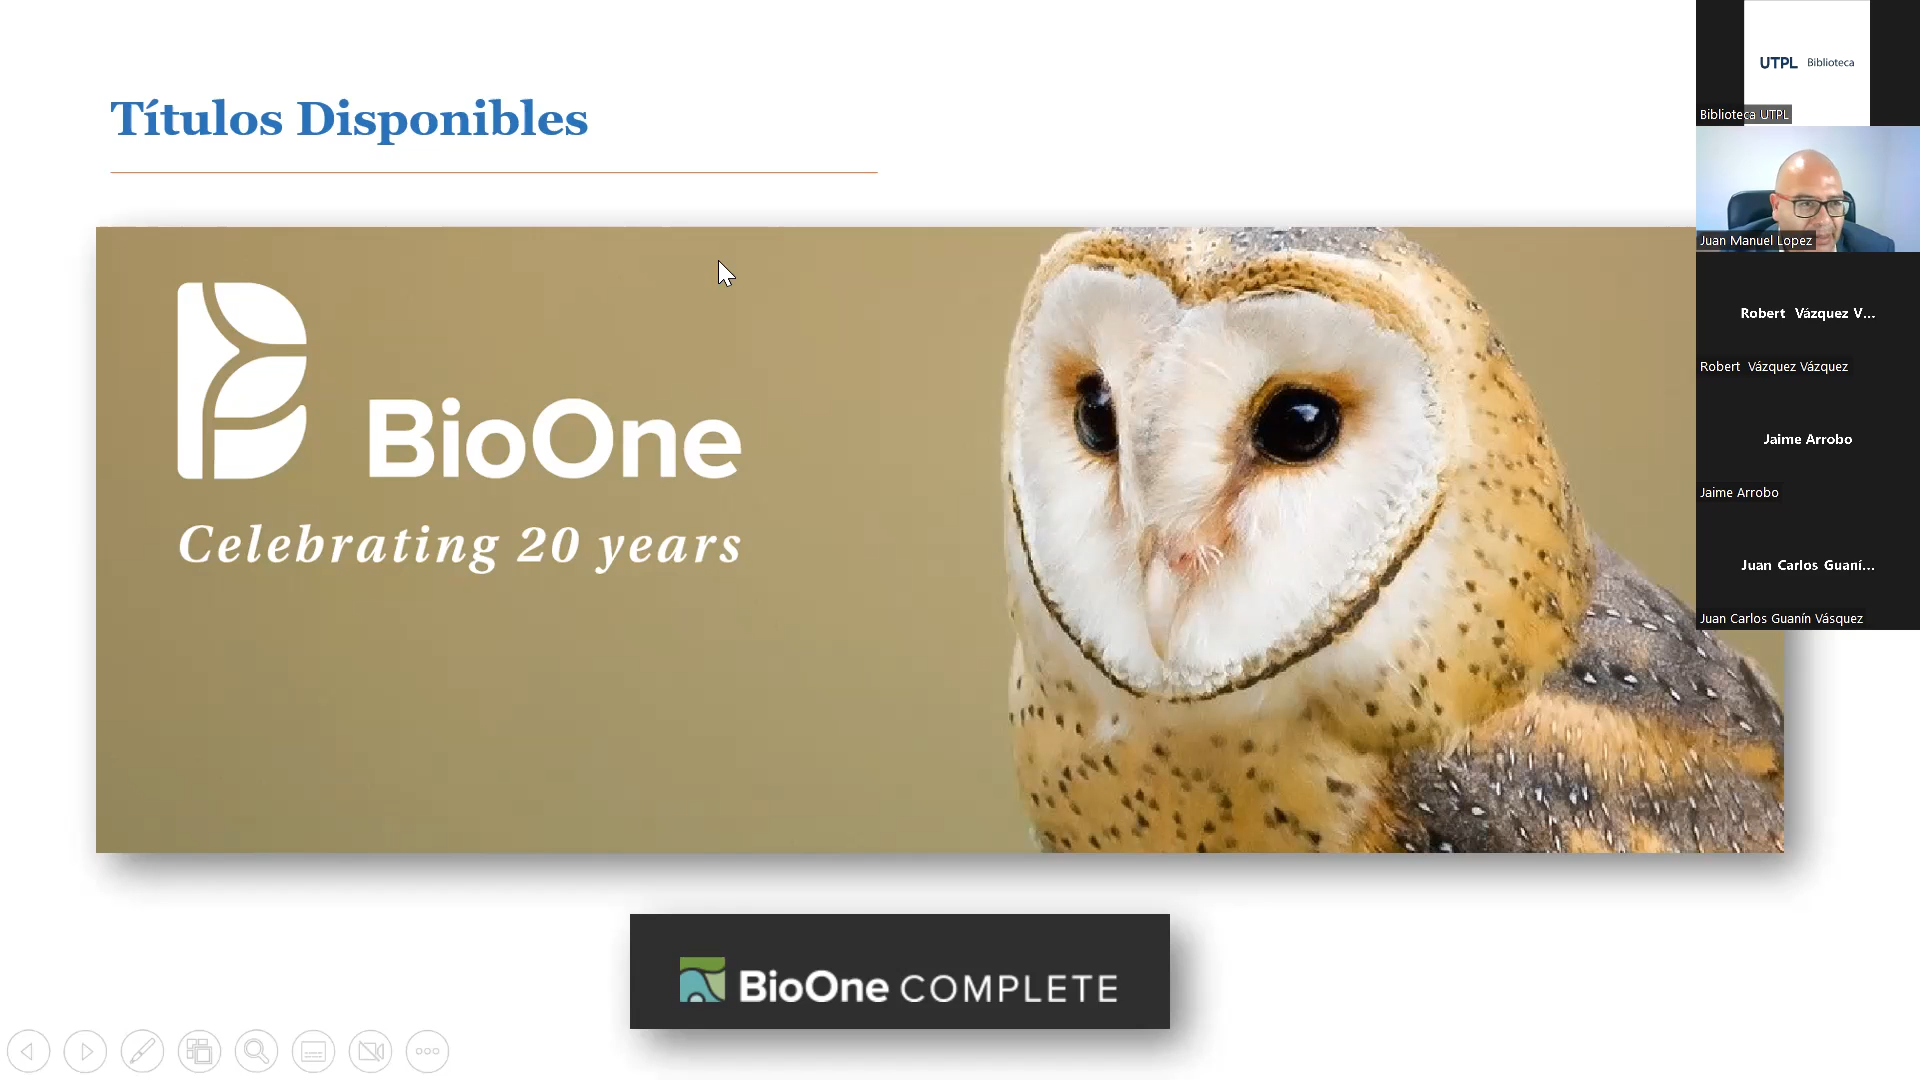 Títulos Disponibles
BioOne
Celebrating 20 years
BioOne COMPLETE
UTPL Biblioteca
Biblioteca UTPL
Juan Manuel Lopez
Robert Vázquez V...
Robert Vázquez Vázquez
Jaime Arrobo
Jaime Arrobo
Juan Carlos Guaní...
Juan Carlos Guanín Vásquez